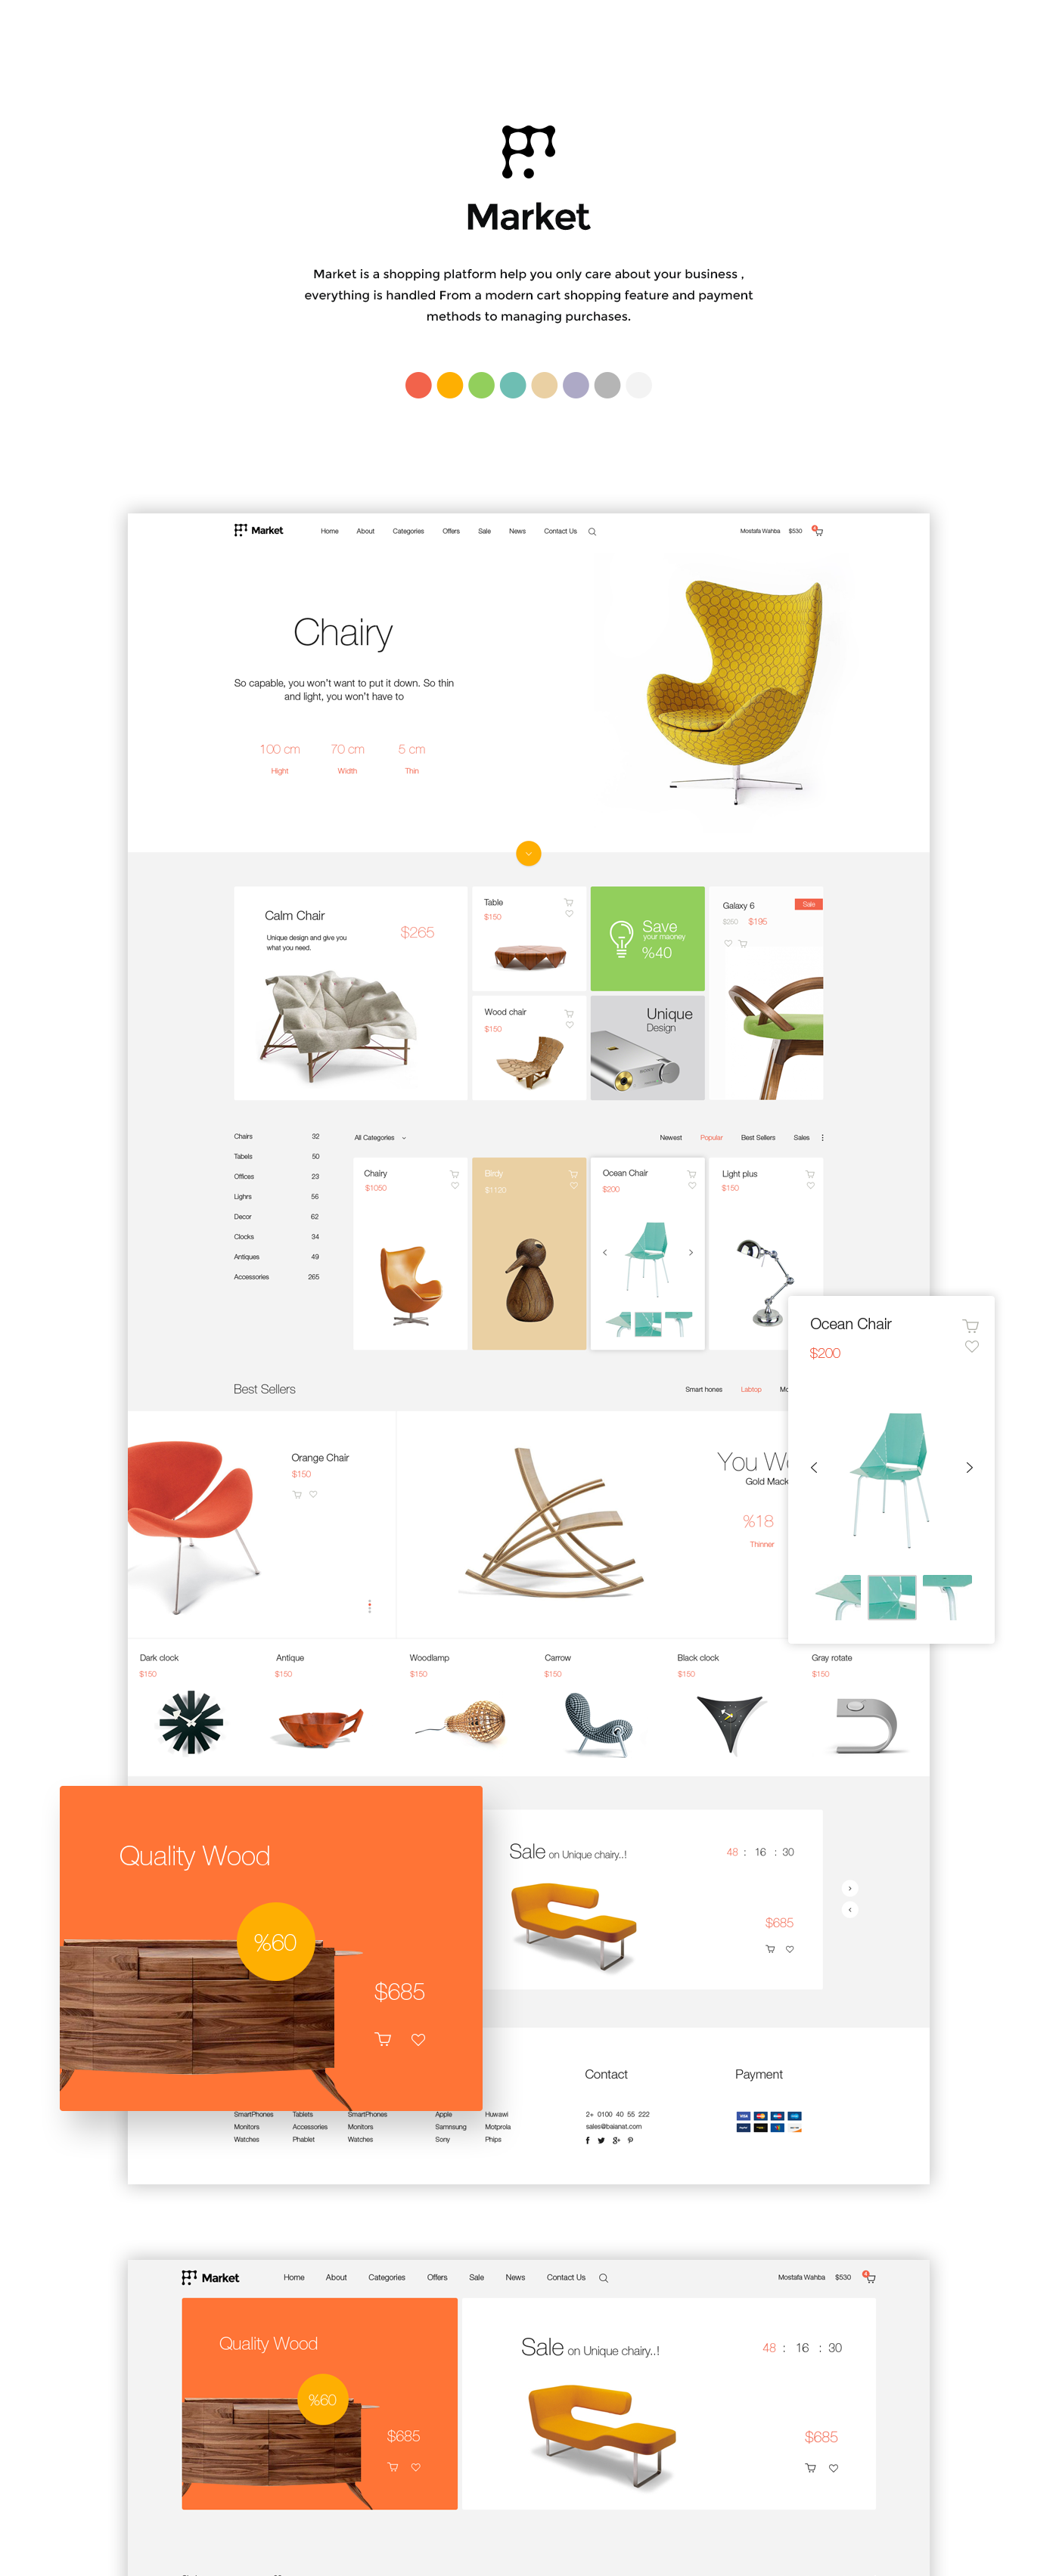 Market
Market is a shopping platform help you only care about your business ,
everything is handled From a modern cart shopping feature and payment
methods to managing purchases.
Market
Home About Categories Offers Sale News Contact Us
Mostafa Wahba $530
4
Chairy
So capable, you won't want to put it down. So thin
and light, you won't have to
100 cm 70 cm 5 cm
Hight Width Thin
Calm Chair
Unique design and give you
what you need.
$265
Table
$150
Save
your maoney
%40
Galaxy 6
Sale
$260 $195
Wood chair
$150
Unique
Design
Chairs 32
Tabels 50
Offices 23
Lighrs 56
Decor 62
Clocks 34
Antiques 49
Accessories 265
All Categories
Newest Popular Best Sellers Sales
Chairy
$1050
Birdy
$1120
Ocean Chair
$200
Light plus
$150
Ocean Chair
$200
Best Sellers
Smart hones Labtop Mo
Orange Chair
$150
You Wo
Gold Mack
%18
Thinner
Dark clock
$150
Antique
$150
Woodlamp
$150
Carrow
$150
Black clock
$150
Gray rotate
$150
Quality Wood
%60
$685
Sale on Unique chairy..!
48 : 16 : 30
$685
Contact
Payment
SmartPhones Tablets SmartPhones Apple Huwawi
Monitors Accessories Monitors Samnsung Motprola
Watches Phablet Watches Sony Phips
2+ 0100 40 55 222
sales@baianat.com
Market
Home About Categories Offers Sale News Contact Us
Mostafa Wahba $530
4
Quality Wood
%60
$685
Sale on Unique chairy..!
48 : 16 : 30
$685